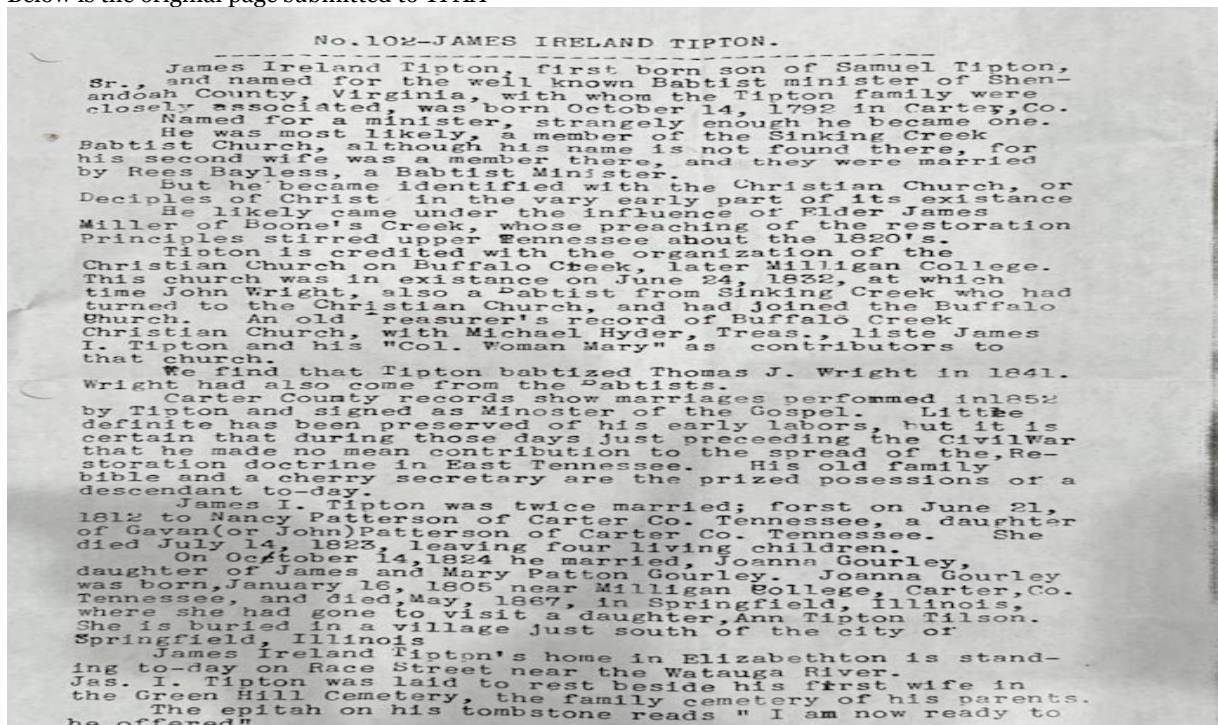 Below is the original page submitted to TFAA
No.102-JAMES IRELAND TIPTON.
James Ireland Tipton, first born son of Samuel Tipton,
Sr., and named for the well known Babtist minister of Shen-
andoah County, Virginia, with whom the Tipton family were
closely associated, was born October 14, 1792 in Carter,Co.
Named for a minister, strangely enough he became one.
He was most likely, a member of the Sinking Creek
Babtist Church, although his name is not found there, for
his second wife was a member there, and they were married
by Rees Bayless, a Babtist Minister.
But he became identified with the Christian Church, or
Deciples of Christ in the vary early part of its existance
He likely came under the influence of Elder James
Miller of Boone's Creek, whose preaching of the restoration
Principles stirred upper Tennessee about the 1820's.
Tipton is credited with the organization of the
Christian Church on Buffalo Creek, later Milligan College.
This church was in existance on June 24, 1832, at which
time John Wright, also a Babtist from Sinking Creek who had
turned to the Christian Church, and had joined the Buffalo
Church. An old Treasurer's record of Buffalo Creek
Christian Church, with Michael Hyder, Treas., liste James
I. Tipton and his "Col. Woman Mary" as contributors to
that church.
We find that Tipton babtized Thomas J. Wright in 1841.
Wright had also come from the Babtists.
Carter County records show marriages perfommed in1852
by Tipton and signed as Minoster of the Gospel. Little
definite has been preserved of his early labors, but it is
certain that during those days just preceeding the CivilWar
that he made no mean contribution to the spread of the,Re-
storation doctrine in East Tennessee. His old family
bible and a cherry secretary are the prized posessions of a
descendant to-day.
James I. Tipton was twice married; forst on June 21,
1812 to Nancy Patterson of Carter Co. Tennessee, a daughter
of Gavan(or John)Patterson of Carter Co. Tennessee. She
died July 14, 1823, leaving four living children.
On October 14,1824 he married, Joanna Gourley,
daughter of James and Mary Patton Gourley. Joanna Gourley
was born,January 16, 1805 near Milligan College, Carter,Co.
Tennessee, and died,May, 1867, in Springfield, Illinois,
where she had gone to visit a daughter,Ann Tipton Tilson.
She is buried in a village just south of the city of
Springfield, Illinois
James Ireland Tipton's home in Elizabethton is stand-
ing to-day on Race Street near the Watauga River.
Jas. I. Tipton was laid to rest beside his first wife in
the Green Hill Cemetery, the family cemetery of his parents.
The epitah on his tombstone reads " I am now ready to
be offered"